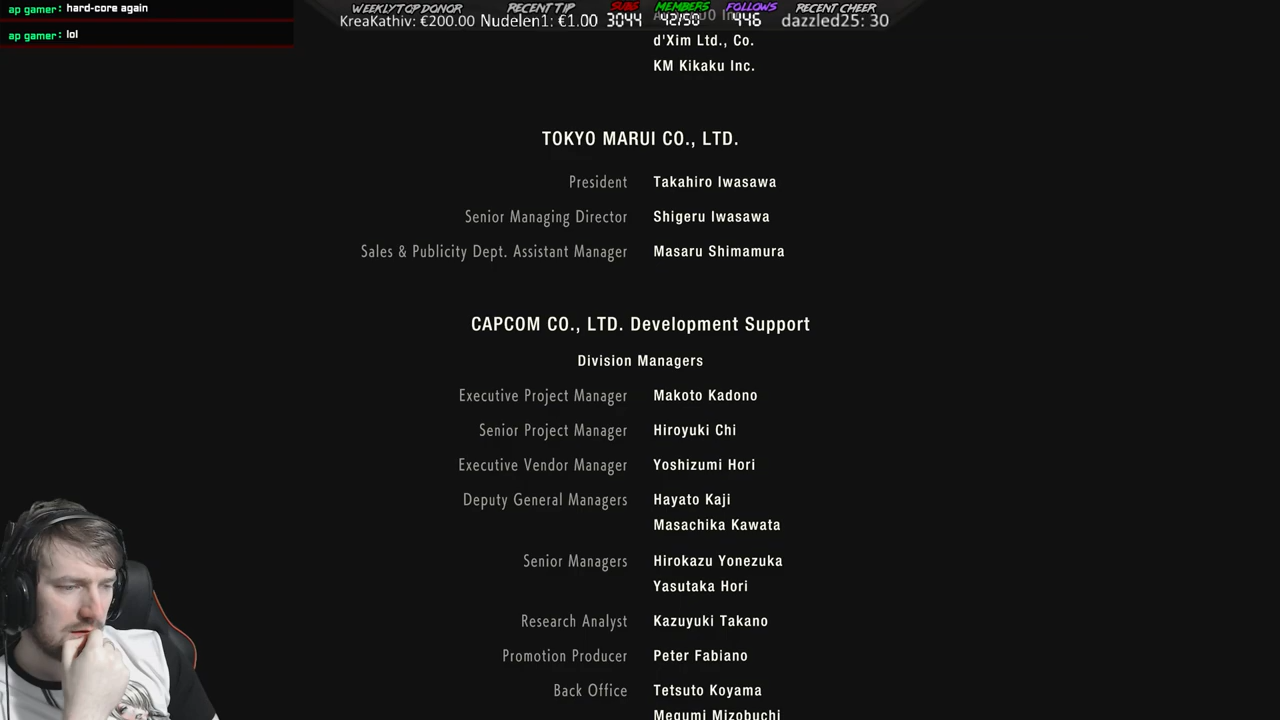 ap gamer: hard-core again
ap gamer: lol
WEEKLY TOP DONOR RECENT TIP SUBS MEMBERS FOLLOWS RECENT CHEER
KreaKathiv: €200.00 Nudelen1: €1.00 3044 42/50 dazzled25: 30
d'Xim Ltd., Co.
KM Kikaku Inc.
TOKYO MARUI CO., LTD.
President Takahiro Iwasawa
Senior Managing Director Shigeru Iwasawa
Sales & Publicity Dept. Assistant Manager Masaru Shimamura
CAPCOM CO., LTD. Development Support
Division Managers
Executive Project Manager Makoto Kadono
Senior Project Manager Hiroyuki Chi
Executive Vendor Manager Yoshizumi Hori
Deputy General Managers Hayato Kaji
Masachika Kawata
Senior Managers Hirokazu Yonezuka
Yasutaka Hori
Research Analyst Kazuyuki Takano
Promotion Producer Peter Fabiano
Back Office Tetsuto Koyama
Megumi Mizobuchi